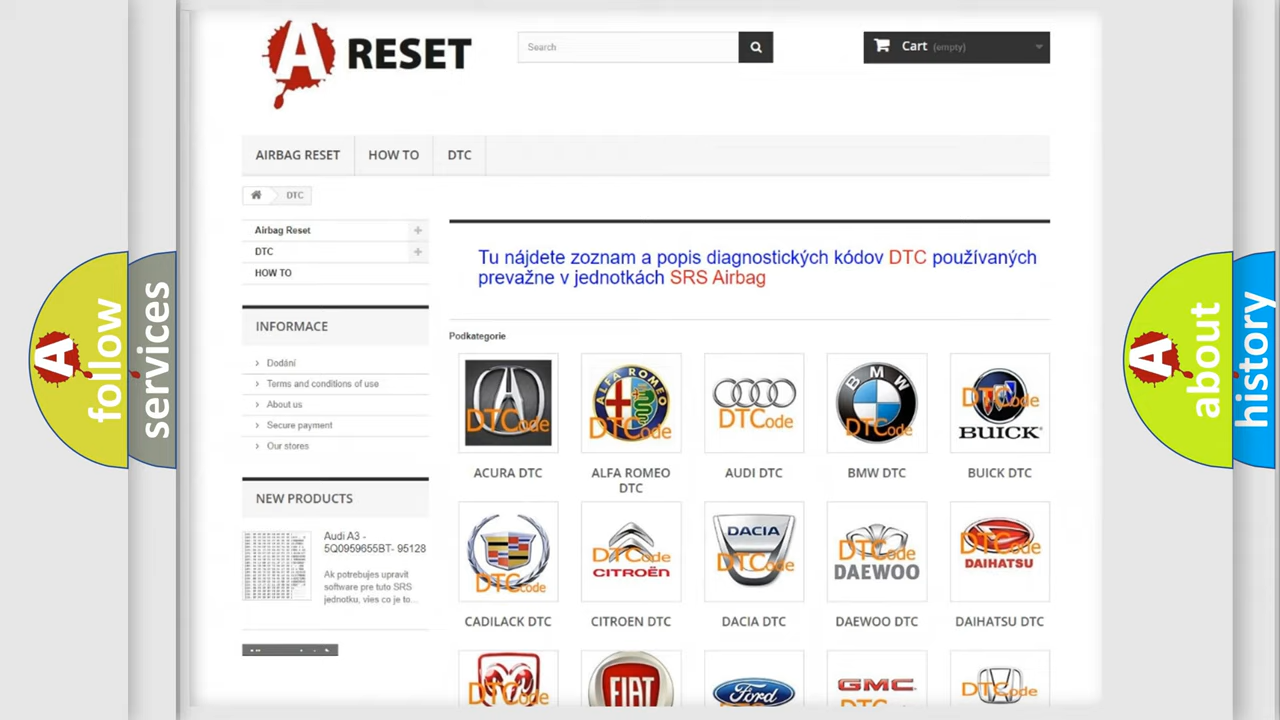 A RESET
Search
Cart (empty)
AIRBAG RESET
HOW TO
DTC
DTC
Airbag Reset
DTC
HOW TO
Tu nájdete zoznam a popis diagnostických kódov DTC používaných
prevažne v jednotkách SRS Airbag
INFORMACE
Dodání
Terms and conditions of use
About us
Secure payment
Our stores
Podkategorie
DTCode
ALFA ROMEO
DTCode
DTCode
BMW
DTCode
DTCode
BUICK
ACURA DTC
ALFA ROMEO
DTC
AUDI DTC
BMW DTC
BUICK DTC
NEW PRODUCTS
Audi A3 -
5Q0959655BT- 95128
Ak potrebujes upravit
software pre tuto SRS
jednotku, vies co je to...
DTCode
DTCode
CITROËN
DACIA
DTCode
DTCode
DAEWOO
DTCode
DAIHATSU
CADILACK DTC
CITROEN DTC
DACIA DTC
DAEWOO DTC
DAIHATSU DTC
DTCode
FIAT
Ford
GMC
DTCode
A follow
services
A about
history